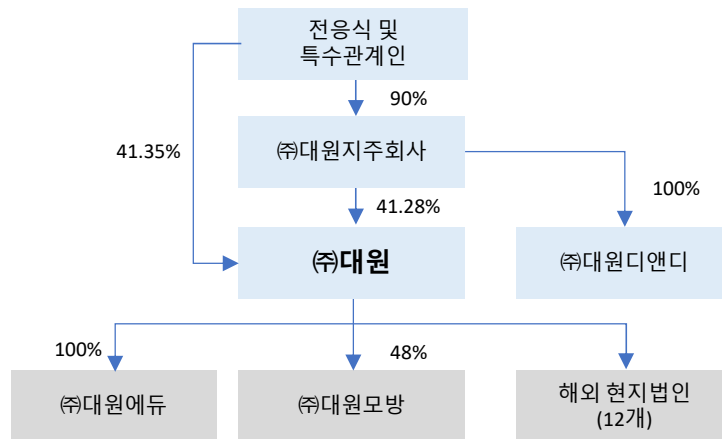 전응식 및
특수관계인
90%
41.35%
㈜대원지주회사
100%
41.28%
㈜대원
㈜대원디앤디
100%
48%
㈜대원에듀
㈜대원모방
해외 현지법인
(12개)